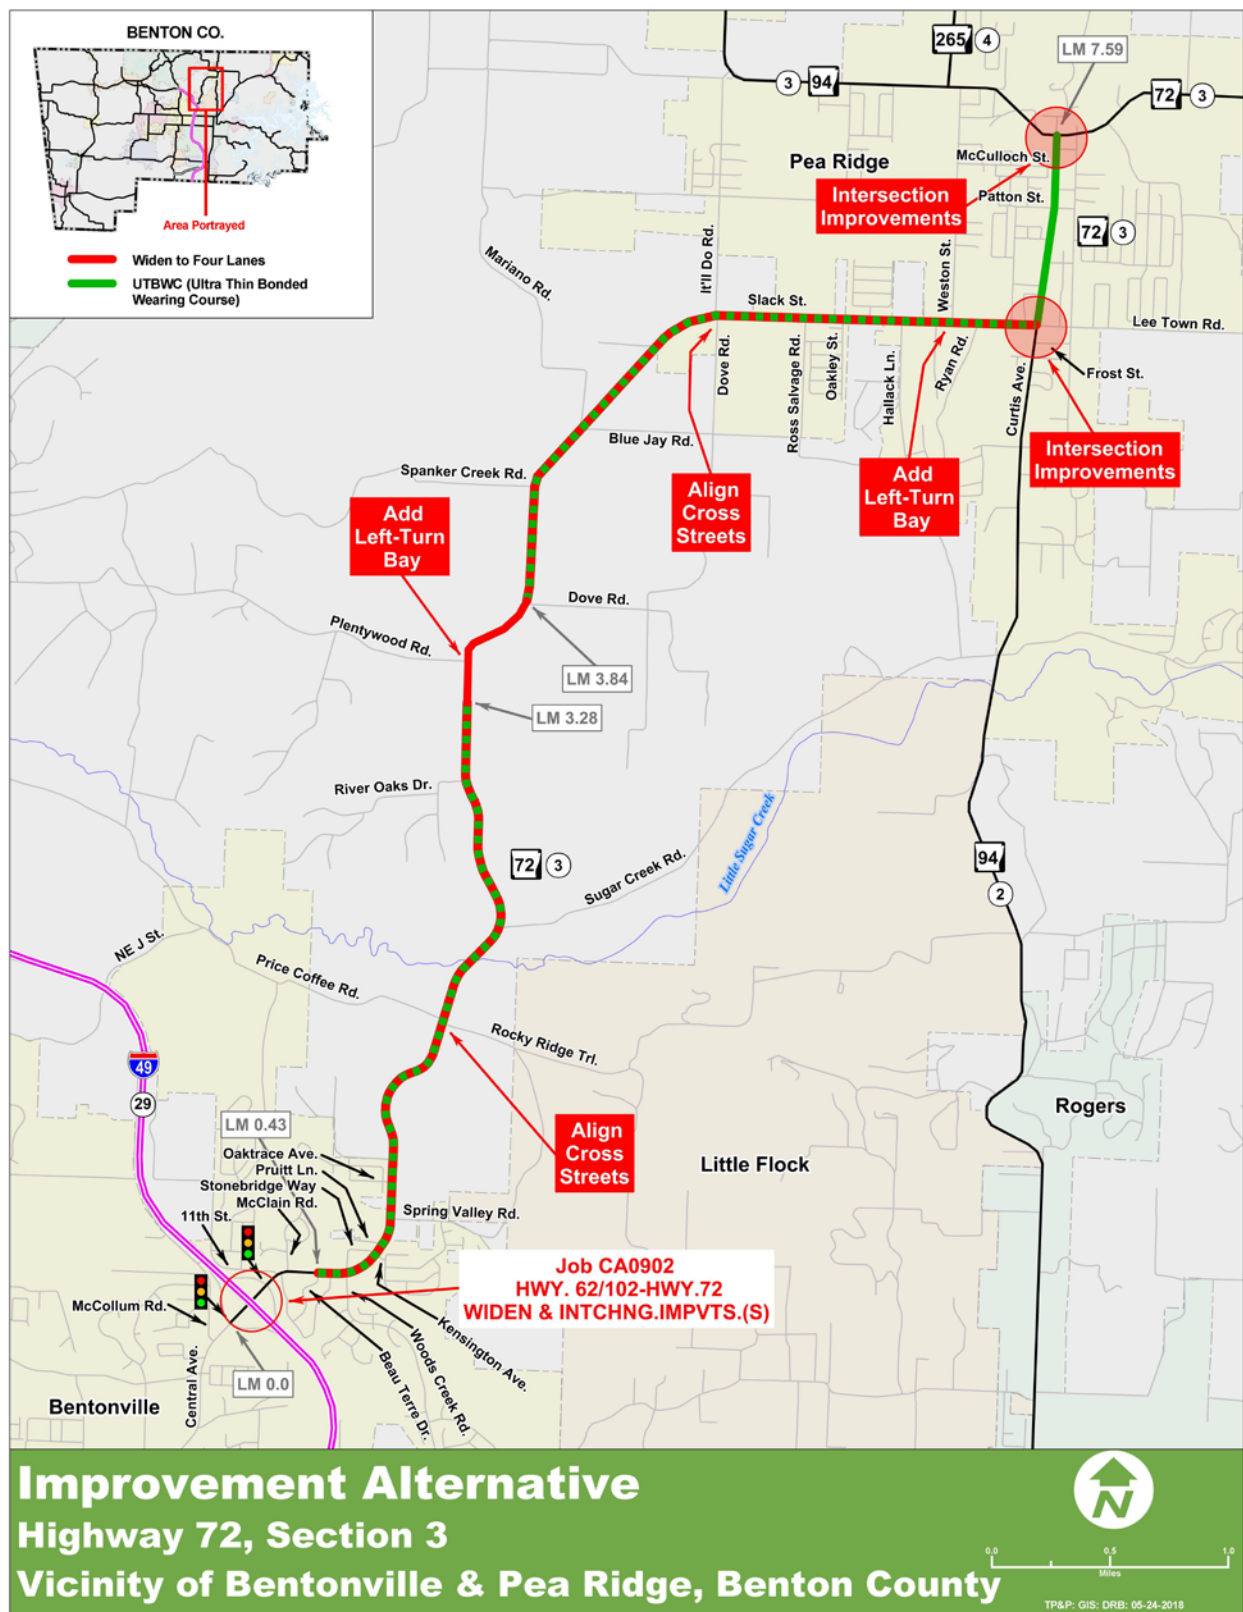 BENTON CO.
Area Portrayed
Widen to Four Lanes
UTBWC (Ultra Thin Bonded
Wearing Course)
265
4
LM 7.59
3
94
72
3
Pea Ridge
McCulloch St.
Intersection
Improvements
Patton St.
72
3
Mariano Rd.
It'll Do Rd.
Weston St.
Slack St.
Lee Town Rd.
Dove Rd.
Ross Salvage Rd.
Oakley St.
Hallack Ln.
Ryan Rd.
Curtis Ave.
Frost St.
Blue Jay Rd.
Intersection
Improvements
Spanker Creek Rd.
Align
Cross
Streets
Add
Left-Turn
Bay
Add
Left-Turn
Bay
Dove Rd.
Plentywood Rd.
LM 3.84
LM 3.28
River Oaks Dr.
Little Sugar Creek
72
3
Sugar Creek Rd.
94
2
NE J St.
Price Coffee Rd.
Rocky Ridge Trl.
49
29
Rogers
LM 0.43
Align
Cross
Streets
Little Flock
Oaktrace Ave.
Pruitt Ln.
Stonebridge Way
McClain Rd.
11th St.
Spring Valley Rd.
Job CA0902
HWY. 62/102-HWY.72
WIDEN & INTCHNG.IMPVTS.(S)
McCollum Rd.
Kensington Ave.
Woods Creek Rd.
Beau Terre Dr.
Central Ave.
LM 0.0
Bentonville
Improvement Alternative
Highway 72, Section 3
Vicinity of Bentonville & Pea Ridge, Benton County
N
0.0 0.5 1.0
Miles
TP&P: GIS: DRB: 05-24-2018